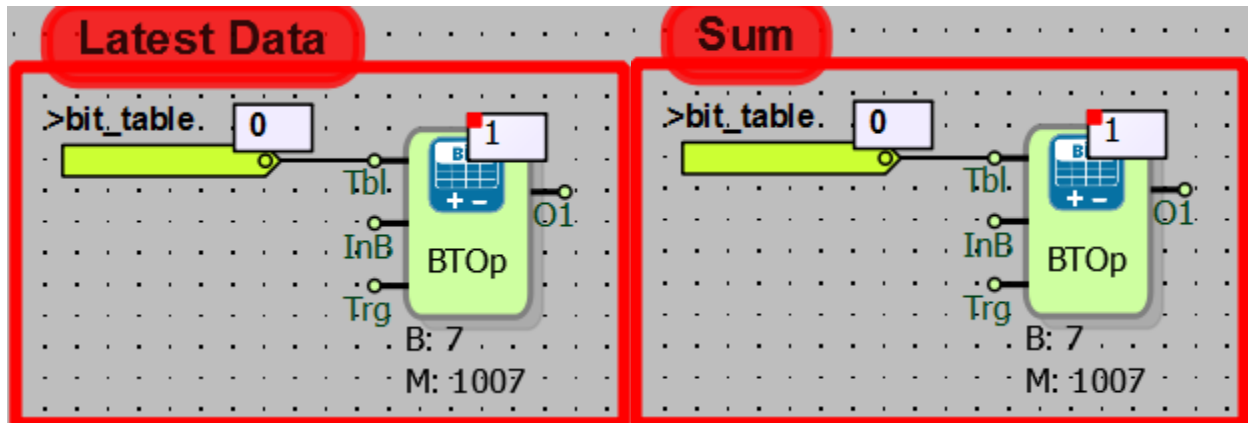 Latest Data
>bit_table.
0
1
B
Tbl
InB
Trg
BTOp
O1
B: 7
M: 1007
Sum
>bit_table.
0
1
B
Tbl
InB
Trg
BTOp
O1
B: 7
M: 1007